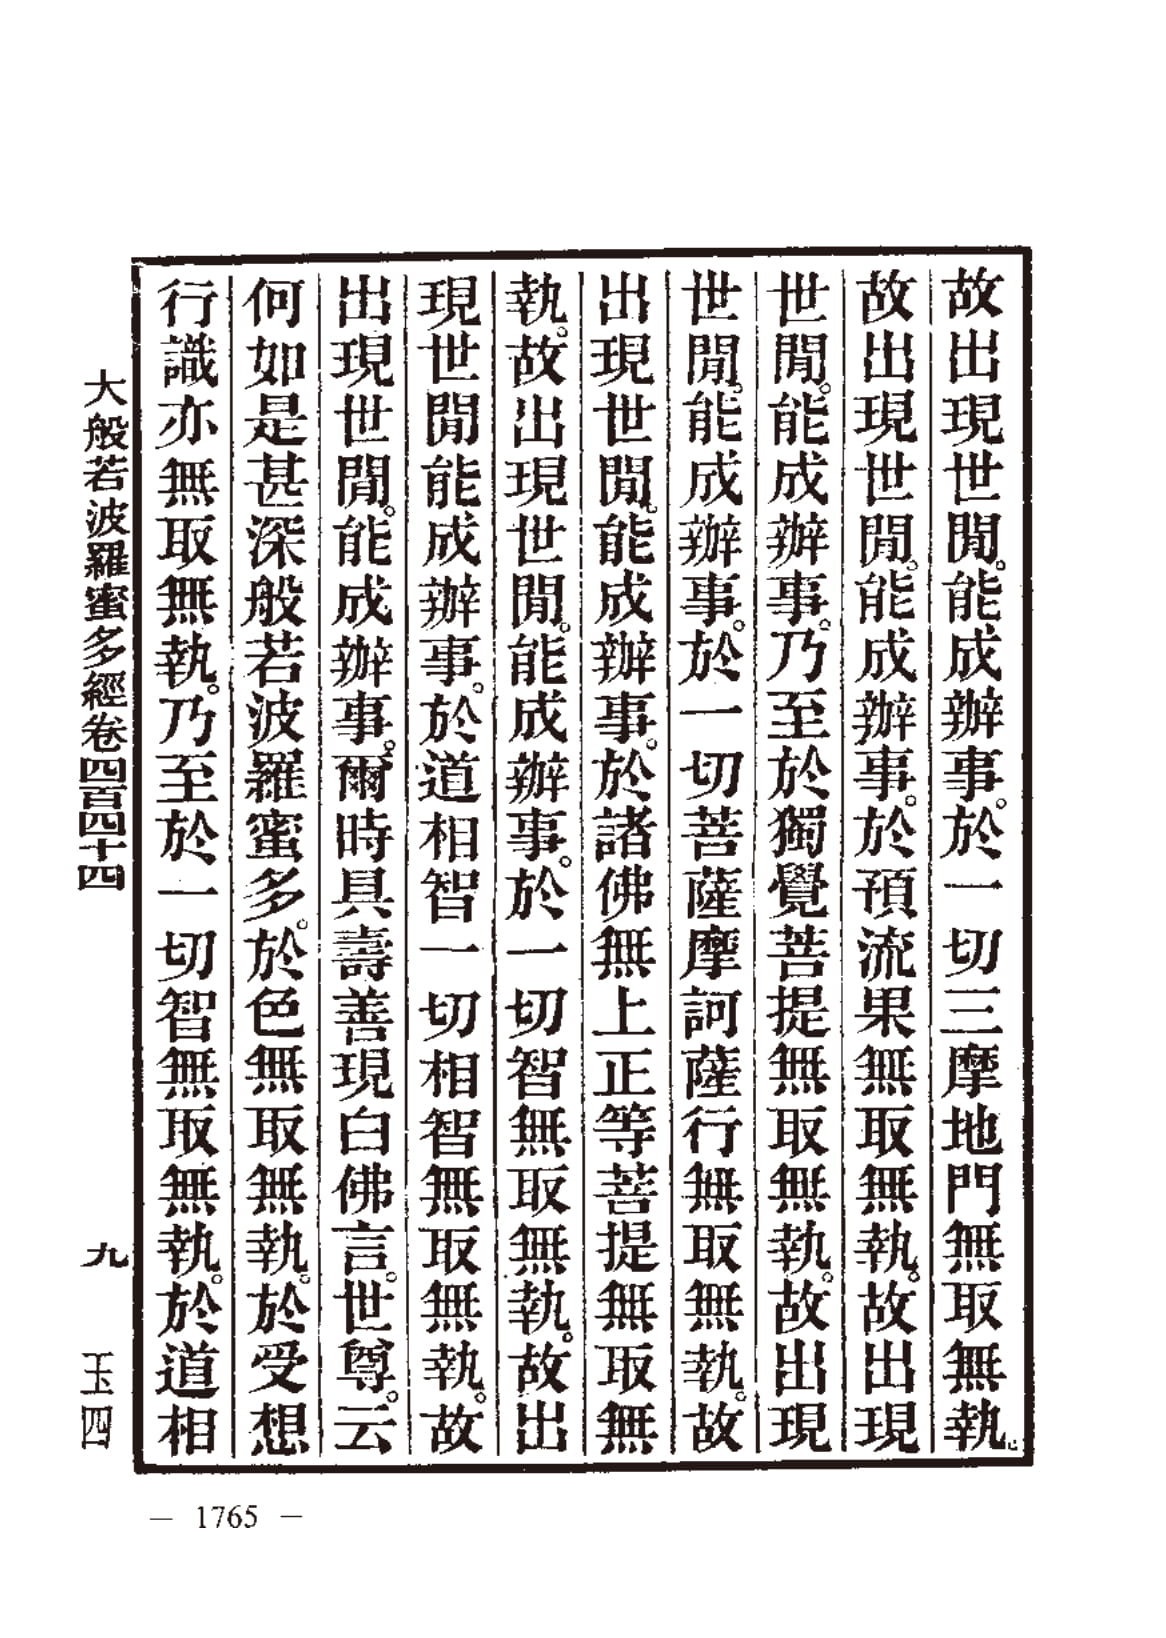 故出現世閒。能成辦事。於一切三摩地門無取無執。
故出現世閒。能成辦事。於預流果無取無執。故出現
世閒。能成辦事。乃至於獨覺菩提無取無執。故出現
世閒。能成辦事。於一切菩薩摩訶薩行無取無執。故
出現世閒。能成辦事。於諸佛無上正等菩提無取無
執。故出現世閒。能成辦事。於一切智無取無執。故出
現世閒能成辦事。於道相智一切相智無取無執。故
出現世閒。能成辦事。爾時具壽善現白佛言。世尊。云
何如是甚深般若波羅蜜多。於色無取無執。於受想
行識亦無取無執。乃至於一切智無取無執。於道相
大般若波羅蜜多經卷四百四十四 九 玉四
— 1765 —